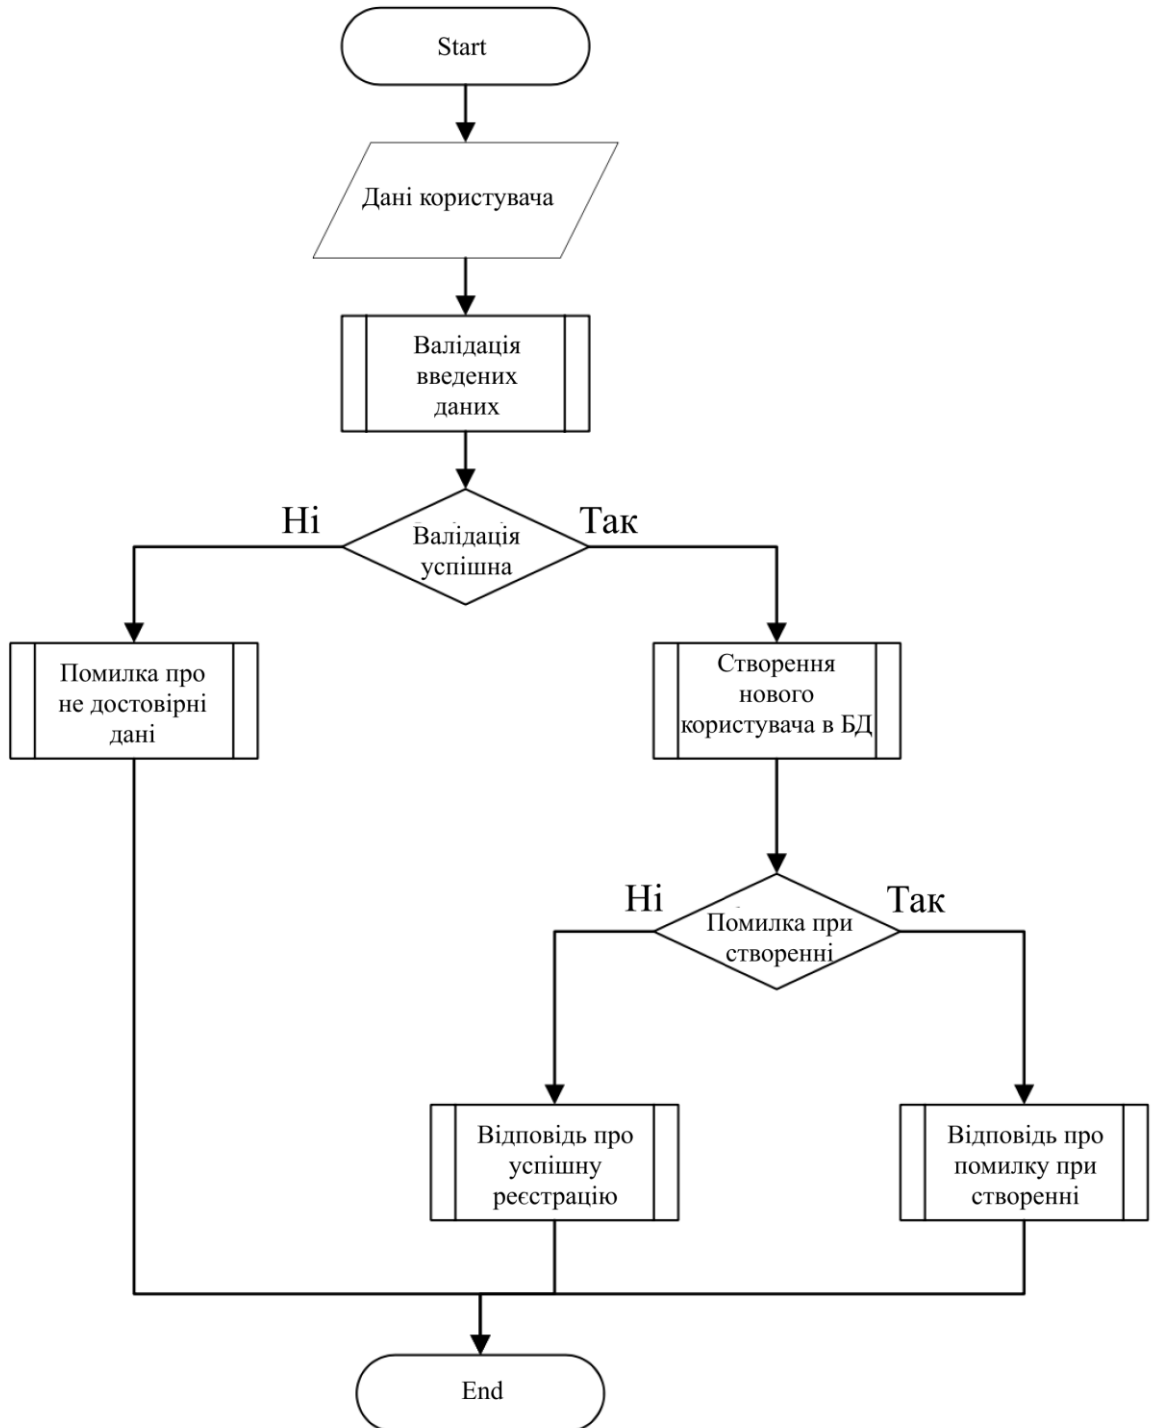 Start
Дані користувача
Валідація
введених
даних
Ні
Так
Валідація
успішна
Помилка про
не достовірні
дані
Створення
нового
користувача в БД
Ні
Так
Помилка при
створенні
Відповідь про
успішну
реєстрацію
Відповідь про
помилку при
створенні
End